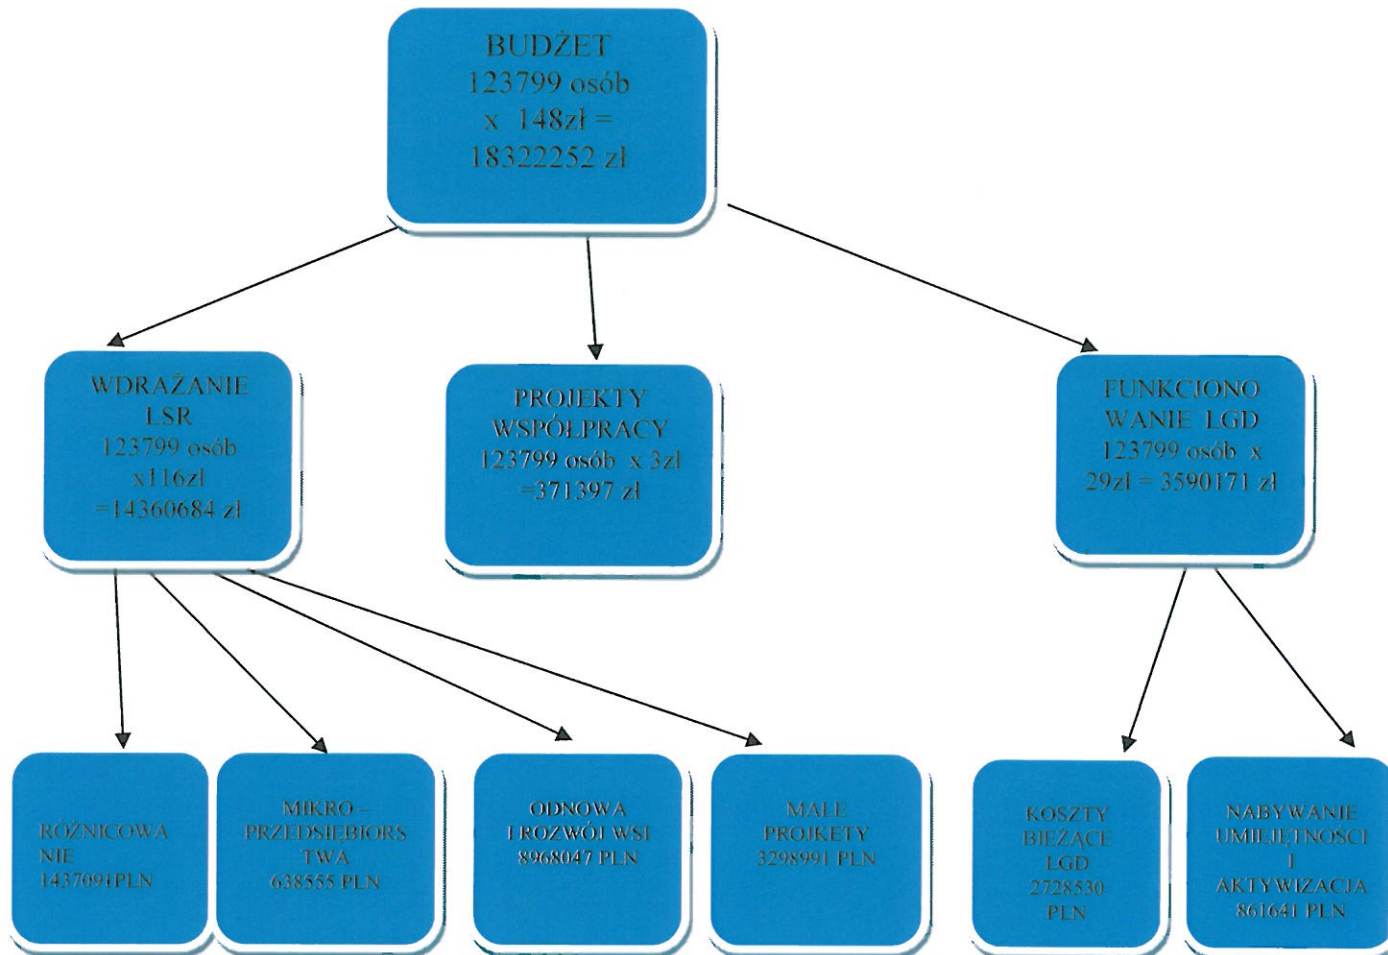 BUDŻET
123799 osób
x 148zł =
18322252 zł
WDRAŻANIE
LSR
123799 osób
x116zł
=14360684 zł
PROJEKTY
WSPÓŁPRACY
123799 osób x 3zł
=371397 zł
FUNKCJONO
WANIE LGD
123799 osób x
29zł = 3590171 zł
RÓŻNICOWA
NIE
1437091PLN
MIKRO –
PRZEDSIĘBIORS
TWA
638555 PLN
ODNOWA
I ROZWÓJ WSI
8968047 PLN
MAŁE
PROJKETY
3298991 PLN
KOSZTY
BIEŻĄCE
LGD
2728530
PLN
NABYWANIE
UMIEJĘTNOŚCI
I
AKTYWIZACJA
861641 PLN